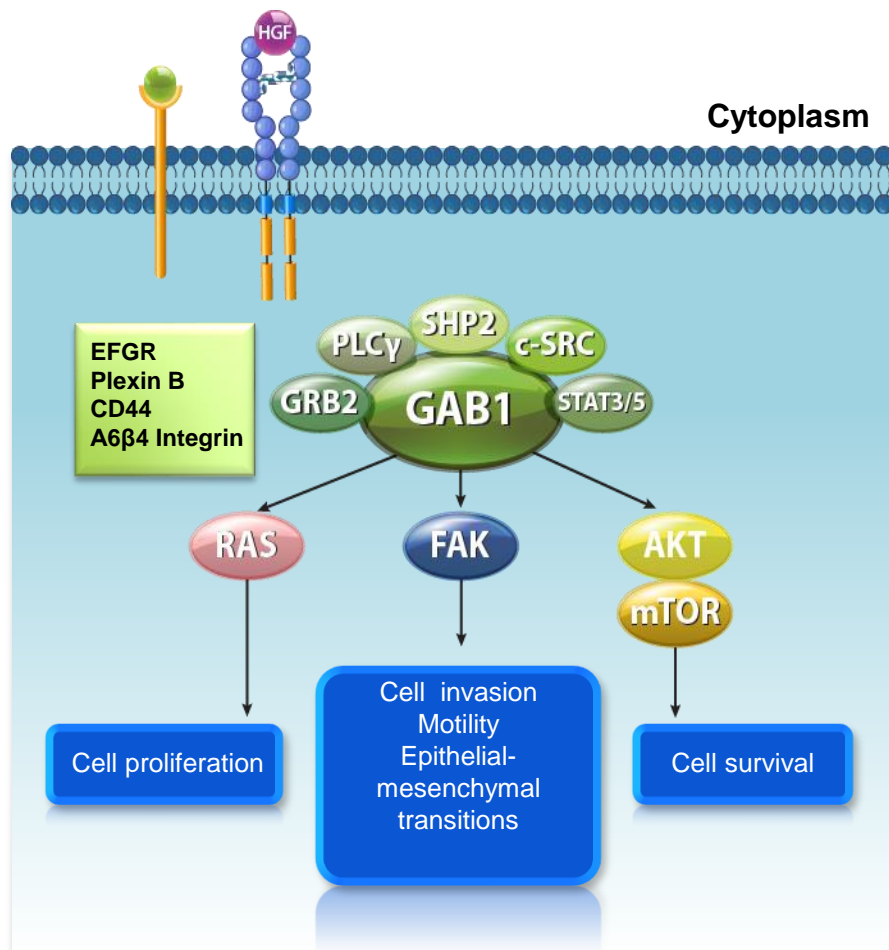 HGF
Cytoplasm
EFGR
Plexin B
CD44
A6β4 Integrin
PLCγ
SHP2
c-SRC
GRB2
GAB1
STAT3/5
RAS
FAK
AKT
mTOR
Cell proliferation
Cell invasion
Motility
Epithelial-
mesenchymal
transitions
Cell survival